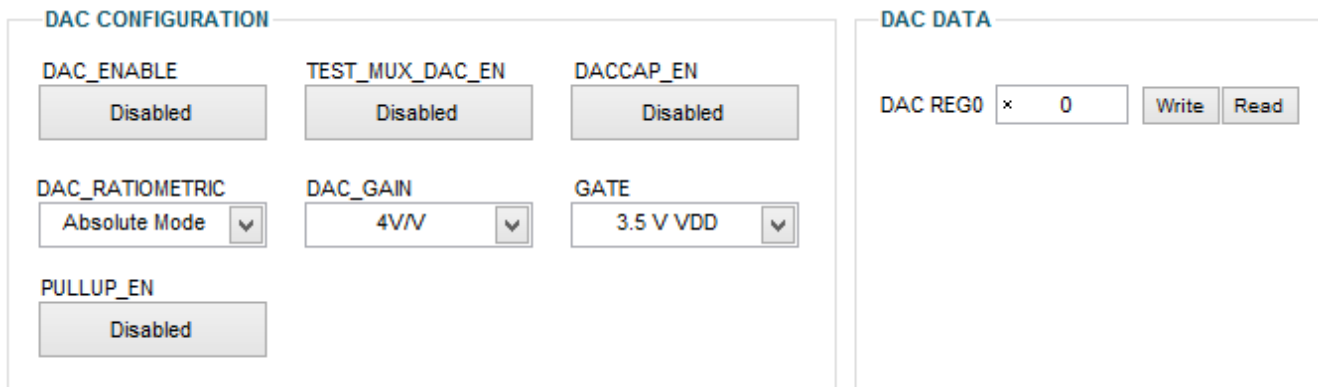 DAC CONFIGURATION
DAC_ENABLE TEST_MUX_DAC_EN DACCAP_EN
Disabled Disabled Disabled
DAC_RATIOMETRIC DAC_GAIN GATE
Absolute Mode 4V/V 3.5 V VDD
PULLUP_EN
Disabled
DAC DATA
DAC REG0 × 0 Write Read